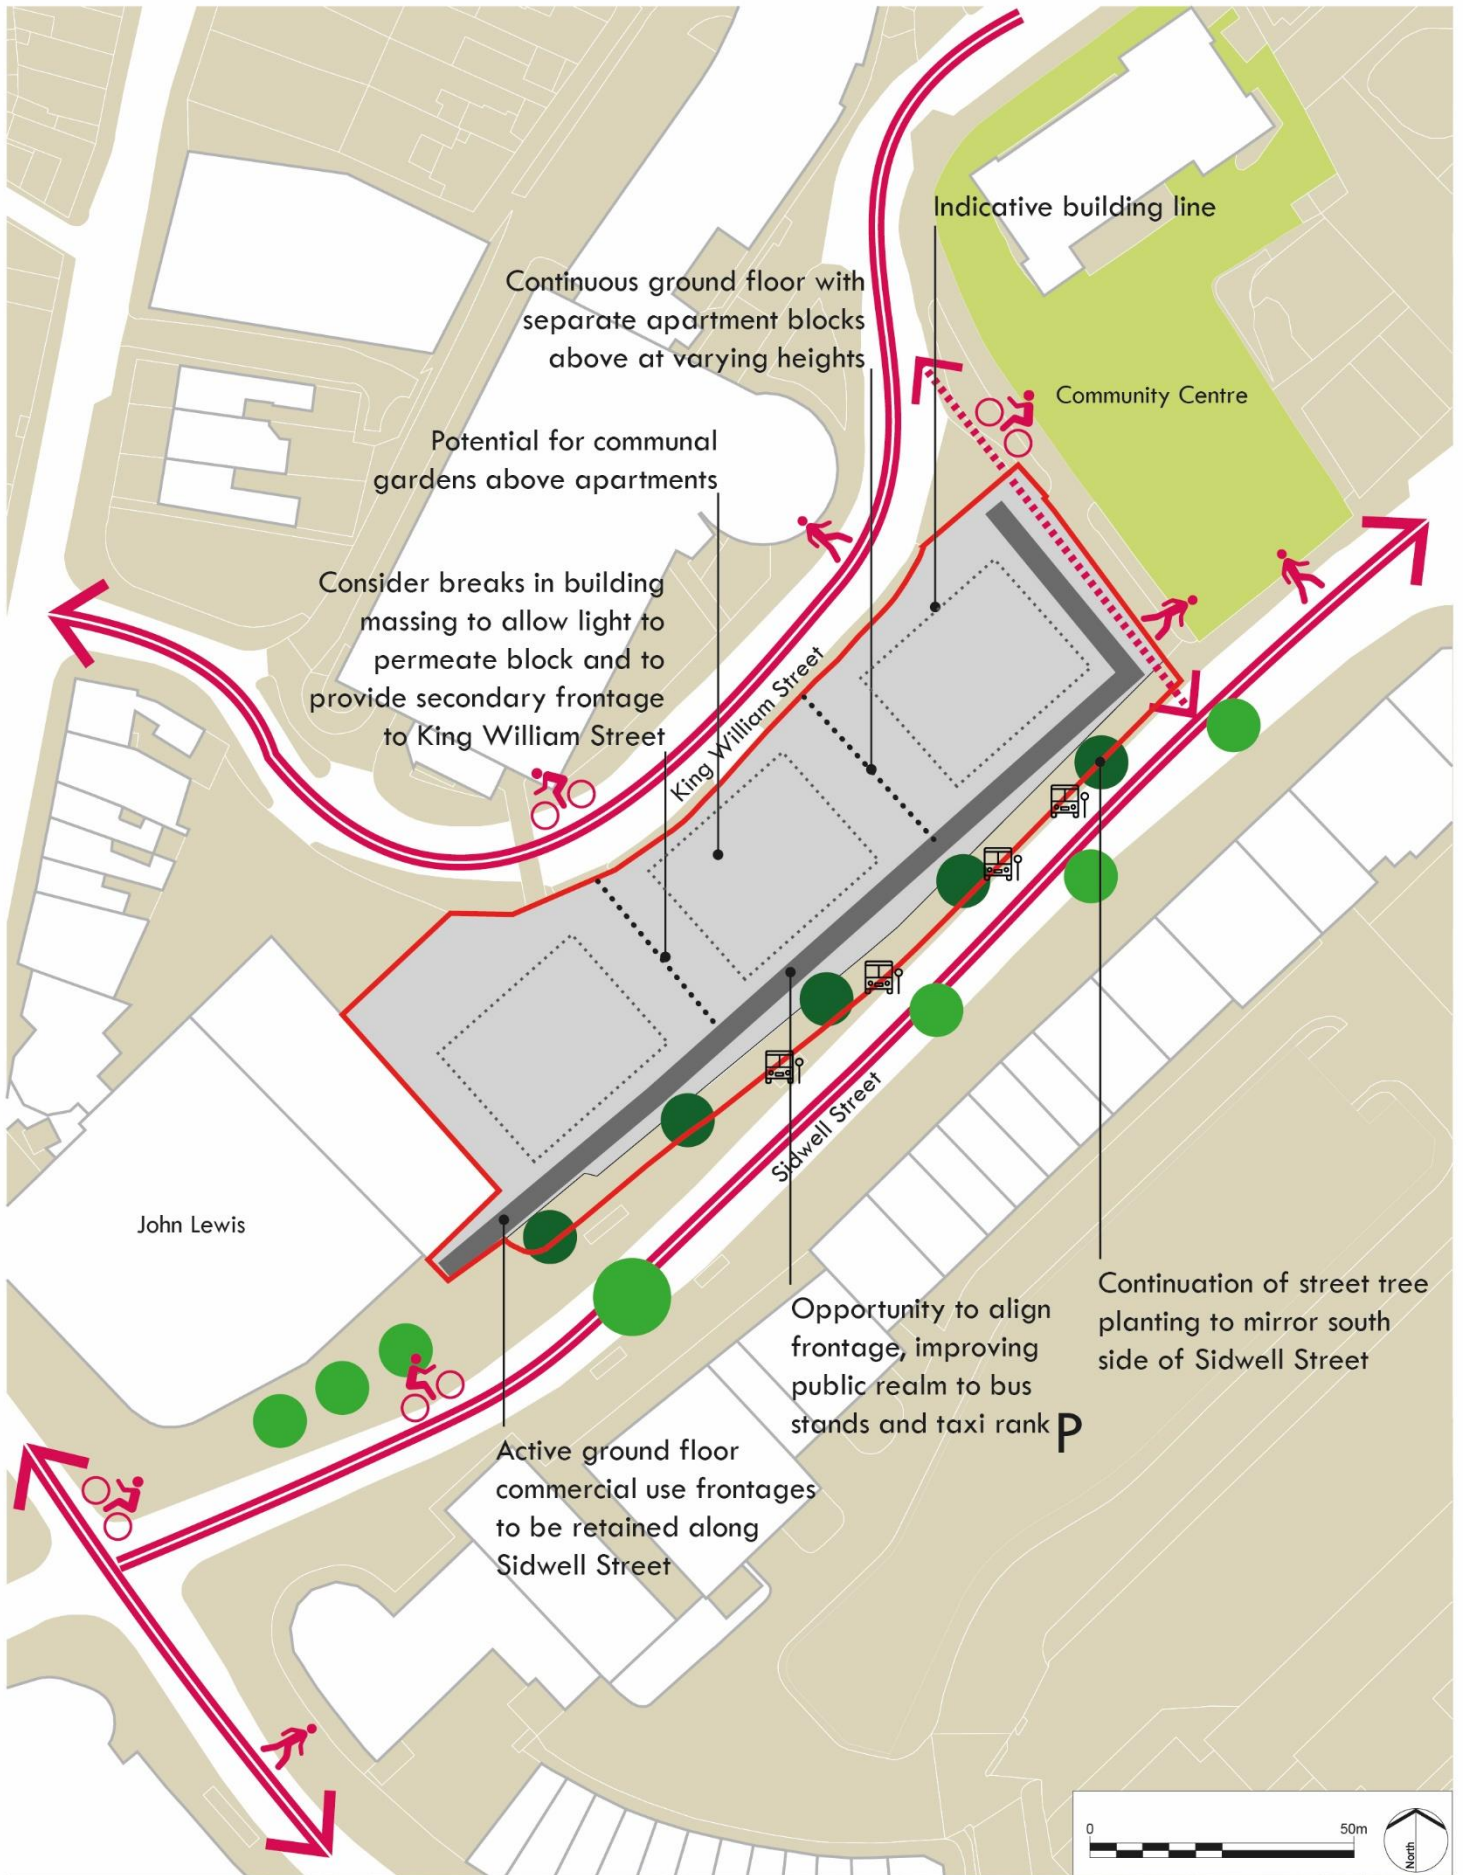 Indicative building line
Continuous ground floor with
separate apartment blocks
above at varying heights
Community Centre
Potential for communal
gardens above apartments
Consider breaks in building
massing to allow light to
permeate block and to
provide secondary frontage
to King William Street
King William Street
Sidwell Street
John Lewis
Continuation of street tree
planting to mirror south
side of Sidwell Street
Opportunity to align
frontage, improving
public realm to bus
stands and taxi rank
P
Active ground floor
commercial use frontages
to be retained along
Sidwell Street
0 50m
North